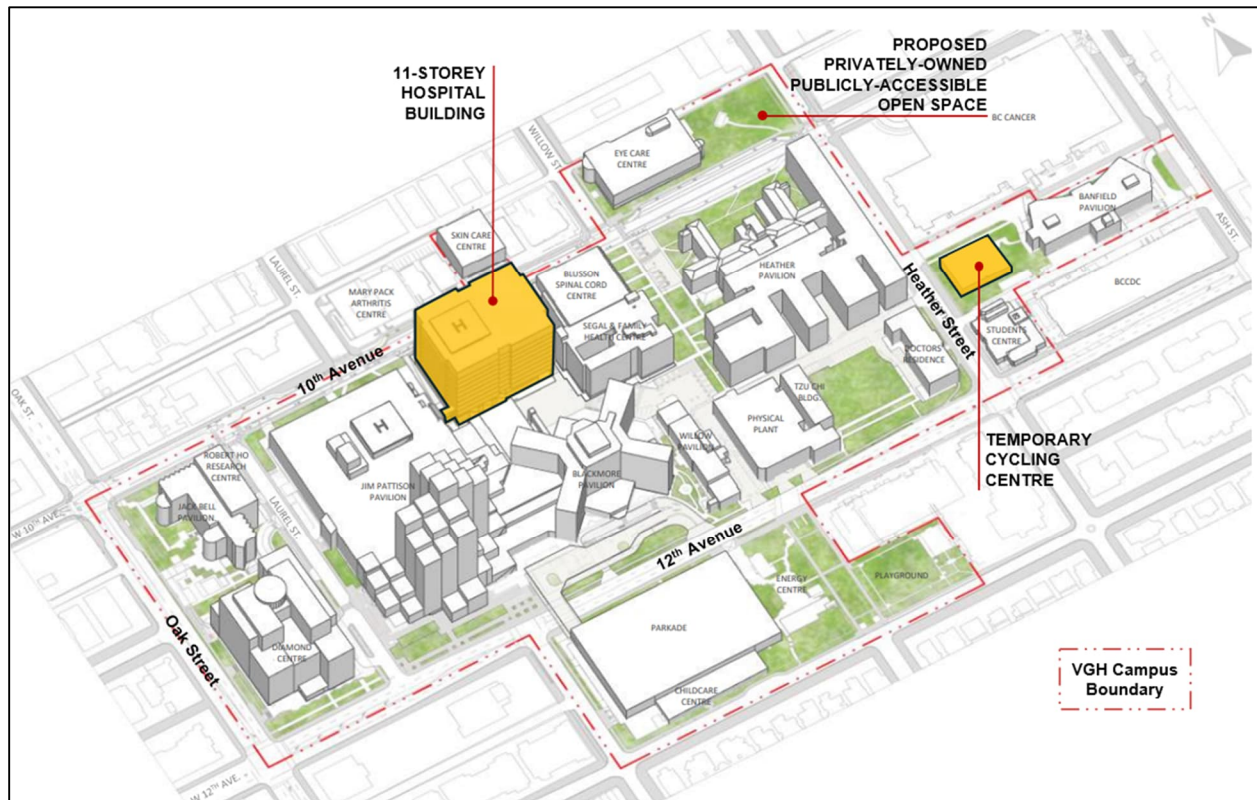 11-STOREY
HOSPITAL
BUILDING
PROPOSED
PRIVATELY-OWNED
PUBLICLY-ACCESSIBLE
OPEN SPACE
N
BC CANCER
WILLOW ST.
EYE CARE
CENTRE
BANFIELD
PAVILION
ASH ST.
SKIN CARE
CENTRE
LAUREL ST.
MARY PACK
ARTHRITIS
CENTRE
BLUSSON
SPINAL CORD
CENTRE
HEATHER
PAVILION
Heather Street
BCCDC
H
SEGAL & FAMILY
HEALTH CENTRE
STUDENTS
CENTRE
DOCTORS
RESIDENCE
10th Avenue
OAK ST.
TZU CHI
BLDG.
PHYSICAL
PLANT
H
WILLOW
PAVILION
TEMPORARY
CYCLING
CENTRE
ROBERT HO
RESEARCH
CENTRE
JIM PATTISON
PAVILION
BLACKMORE
PAVILION
JACK BELL
PAVILION
LAUREL ST.
W 10TH AVE.
12th Avenue
ENERGY
CENTRE
PLAYGROUND
Oak Street
DIAMOND
CENTRE
PARKADE
CHILDCARE
CENTRE
VGH Campus
Boundary
W 12TH AVE.